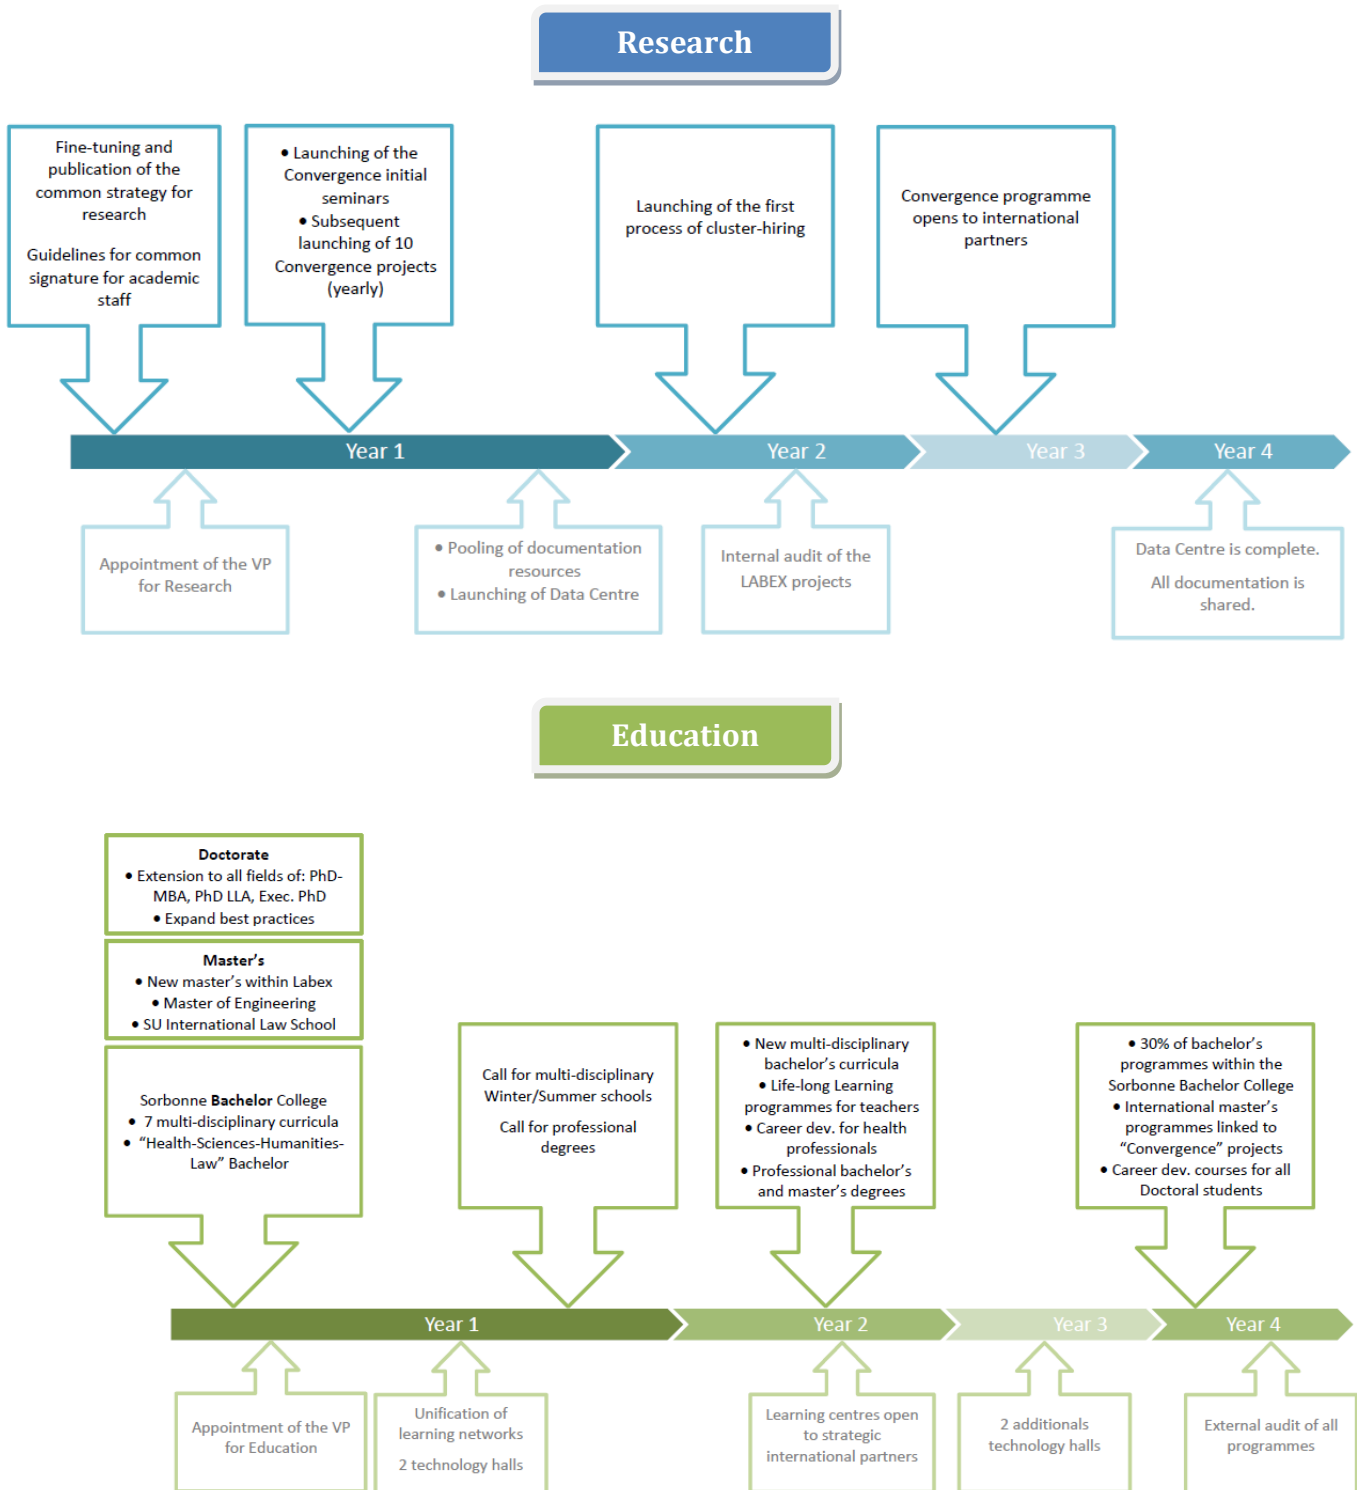 Research
Fine-tuning and
publication of the
common strategy for
research
Guidelines for common
signature for academic
staff
• Launching of the
Convergence initial
seminars
• Subsequent
launching of 10
Convergence projects
(yearly)
Launching of the first
process of cluster-hiring
Convergence programme
opens to international
partners
Year 1
Year 2
Year 3
Year 4
Appointment of the VP
for Research
• Pooling of documentation
resources
• Launching of Data Centre
Internal audit of the
LABEX projects
Data Centre is complete.
All documentation is
shared.
Education
Doctorate
• Extension to all fields of: PhD-
MBA, PhD LLA, Exec. PhD
• Expand best practices
Master's
• New master's within Labex
• Master of Engineering
• SU International Law School
Sorbonne Bachelor College
• 7 multi-disciplinary curricula
• "Health-Sciences-Humanities-
Law" Bachelor
Call for multi-disciplinary
Winter/Summer schools
Call for professional
degrees
• New multi-disciplinary
bachelor's curricula
• Life-long Learning
programmes for teachers
• Career dev. for health
professionals
• Professional bachelor's
and master's degrees
• 30% of bachelor's
programmes within the
Sorbonne Bachelor College
• International master's
programmes linked to
"Convergence" projects
• Career dev. courses for all
Doctoral students
Year 1
Year 2
Year 3
Year 4
Appointment of the VP
for Education
Unification of
learning networks
2 technology halls
Learning centres open
to strategic
international partners
2 additionals
technology halls
External audit of all
programmes